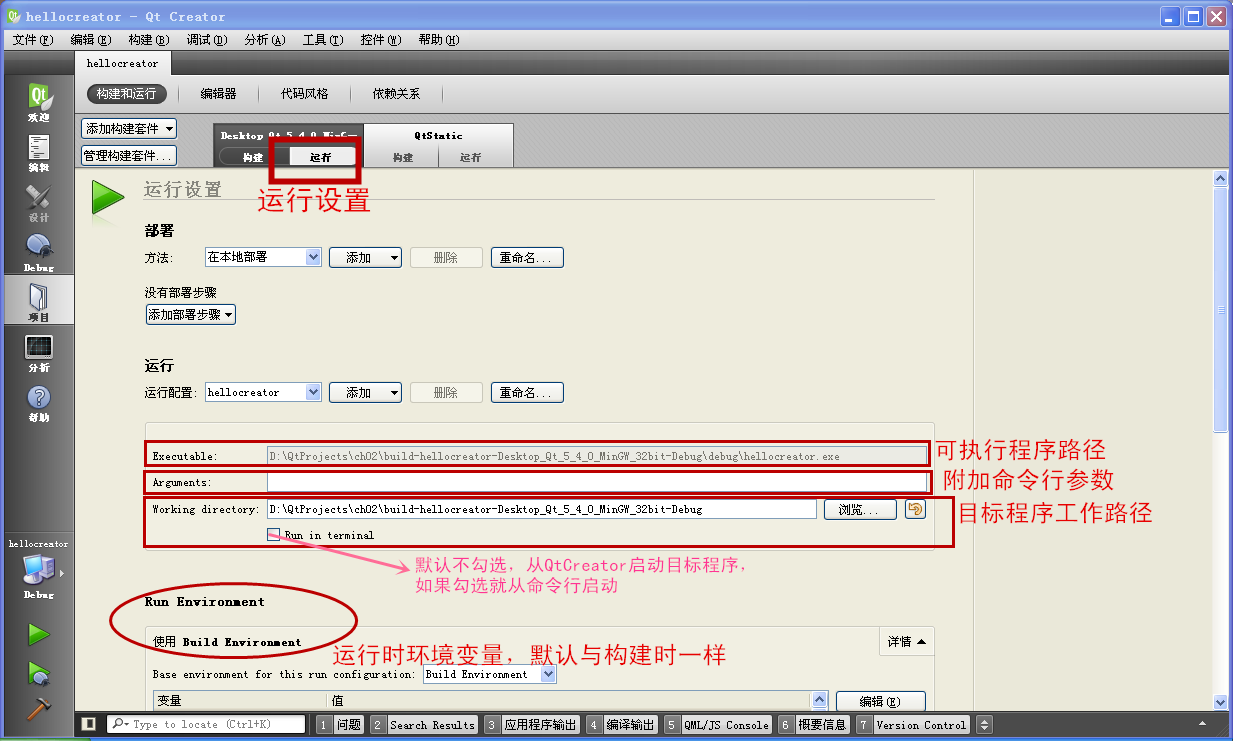 hellocreator - Qt Creator
文件(F) 编辑(E) 构建(B) 调试(D) 分析(A) 工具(T) 控件(W) 帮助(H)
hellocreator
构建和运行 编辑器 代码风格 依赖关系
欢迎
编辑
设计
Debug
项目
分析
帮助
hellocreator
Debug
添加构建套件
管理构建套件...
Desktop Qt 5 4 0 MinG—
构建 运行
QtStatic
构建 运行
运行设置
运行设置
部署
方法: 在本地部署 添加 删除 重命名...
没有部署步骤
添加部署步骤
运行
运行配置: hellocreator 添加 删除 重命名...
Executable: D:\QtProjects\ch02\build-hellocreator-Desktop_Qt_5_4_0_MinGW_32bit-Debug\debug\hellocreator.exe
可执行程序路径
Arguments:
附加命令行参数
Working directory: D:\QtProjects\ch02\build-hellocreator-Desktop_Qt_5_4_0_MinGW_32bit-Debug 浏览...
目标程序工作路径
Run in terminal
默认不勾选，从QtCreator启动目标程序，
如果勾选就从命令行启动
Run Environment
使用 Build Environment 详情
运行时环境变量，默认与构建时一样
Base environment for this run configuration: Build Environment
变量 值 编辑(E)
Type to locate (Ctrl+K) 1 问题 2 Search Results 3 应用程序输出 4 编译输出 5 QML/JS Console 6 概要信息 7 Version Control